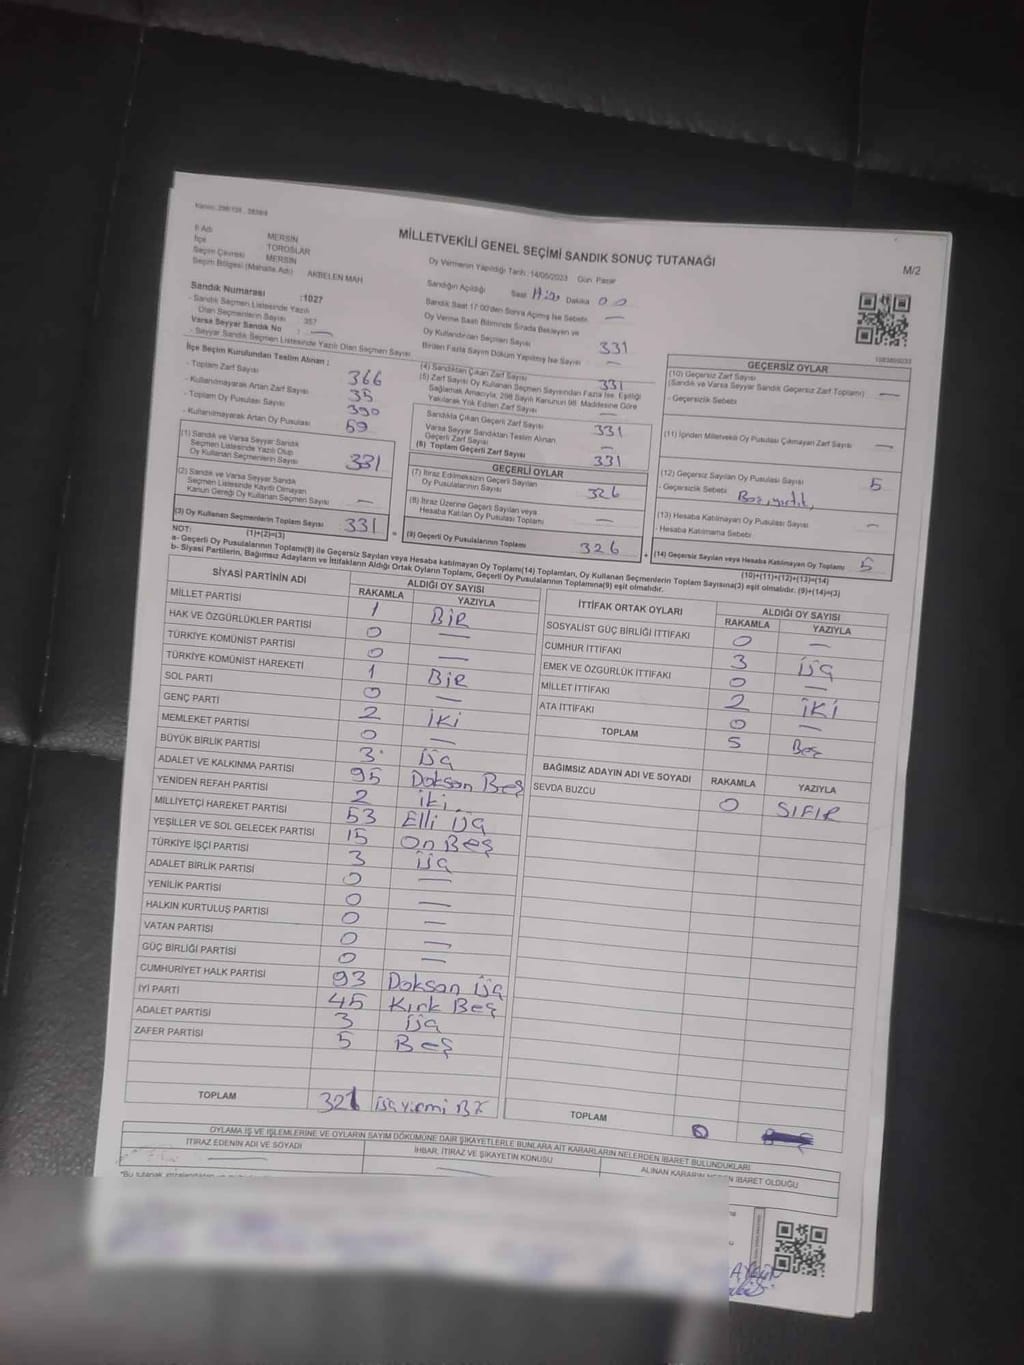 MİLLETVEKİLİ GENEL SEÇİMİ SANDIK SONUÇ TUTANAĞI
M/2
İl Adı MERSİN
İlçe TOROSLAR
Seçim Çevresi MERSİN
Seçim Bölgesi (Mahalle Adı) AKBELEN MAH
Sandık Numarası :1027
- Sandık Seçmen Listesinde Yazılı
Olan Seçmenlerin Sayısı 357
Varsa Seyyar Sandık No : —
- Seyyar Sandık Seçmen Listesinde Yazılı Olan Seçmen Sayısı
Oy Vermenin Yapıldığı Tarih :14/05/2023 Gün Pazar
Sandığın Açıldığı Saat Dakika 00
Sandık Saat 17:00'den Sonra Açılmış İse Sebebi —
Oy Verme Saati Bitiminde Sırada Bekleyen ve
Oy Kullandırılan Seçmen Sayısı 331
Birden Fazla Sayım Döküm Yapılmış İse Sayısı —
İlçe Seçim Kurulundan Teslim Alınan ;
- Toplam Zarf Sayısı 366
- Kullanılmayarak Artan Zarf Sayısı 35
- Toplam Oy Pusulası Sayısı 390
- Kullanılmayarak Artan Oy Pusulası 59
(1) Sandık ve Varsa Seyyar Sandık
Seçmen Listesinde Yazılı Olup
Oy Kullanan Seçmenlerin Sayısı 331
(2) Sandık ve Varsa Seyyar Sandık
Seçmen Listesinde Kayıtlı Olmayan
Kanun Gereği Oy Kullanan Seçmen Sayısı —
(3) Oy Kullanan Seçmenlerin Toplam Sayısı 331
(1)+(2)=(3)
(4) Sandıktan Çıkan Zarf Sayısı 331
(5) Zarf Sayısı Oy Kullanan Seçmen Sayısından Fazla İse, Eşitliği
Sağlamak Amacıyla, 298 Sayılı Kanunun 98. Maddesine Göre
Yakılarak Yok Edilen Zarf Sayısı —
Sandıkta Çıkan Geçerli Zarf Sayısı 331
Varsa Seyyar Sandıktan Teslim Alınan
Geçerli Zarf Sayısı —
(6) Toplam Geçerli Zarf Sayısı 331
GEÇERLİ OYLAR
(7) İtiraz Edilmeksizin Geçerli Sayılan
Oy Pusulalarının Sayısı 326
(8) İtiraz Üzerine Geçerli Sayılan veya
Hesaba Katılan Oy Pusulası Toplamı —
(9) Geçerli Oy Pusulalarının Toplamı 326
GEÇERSİZ OYLAR
(10) Geçersiz Zarf Sayısı
(Sandık ve Varsa Seyyar Sandık Geçersiz Zarf Toplamı) —
- Geçersizlik Sebebi
(11) İçinden Milletvekili Oy Pusulası Çıkmayan Zarf Sayısı —
(12) Geçersiz Sayılan Oy Pusulası Sayısı 5
- Geçersizlik Sebebi
(13) Hesaba Katılmayan Oy Pusulası Sayısı —
- Hesaba Katılmama Sebebi
(14) Geçersiz Sayılan veya Hesaba Katılmayan Oy Toplamı 5
(10)+(11)+(12)+(13)=(14)
NOT:
a- Geçerli Oy Pusulaları Toplamı(9) ile Geçersiz Sayılan veya Hesaba katılmayan Oy Toplamı(14) Toplamları, Oy Kullanan Seçmenlerin Toplam Sayısına(3) eşit olmalıdır. (9)+(14)=(3)
b- Siyasi Partilerin, Bağımsız Adayların ve İttifakların Aldığı Ortak Oyların Toplamı, Geçerli Oy Pusulalarının Toplamına(9) eşit olmalıdır.
SİYASİ PARTİNİN ADI ALDIĞI OY SAYISI
RAKAMLA YAZIYLA
MİLLET PARTİSİ 1 BİR
HAK VE ÖZGÜRLÜKLER PARTİSİ 0 —
TÜRKİYE KOMÜNİST PARTİSİ 0 —
TÜRKİYE KOMÜNİST HAREKETİ 1 BİR
SOL PARTİ 0 —
GENÇ PARTİ 2 İKİ
MEMLEKET PARTİSİ 0 —
BÜYÜK BİRLİK PARTİSİ 3 üç
ADALET VE KALKINMA PARTİSİ 95 Doksan Beş
YENİDEN REFAH PARTİSİ 2 iki
MİLLİYETÇİ HAREKET PARTİSİ 53 Elli üç
YEŞİLLER VE SOL GELECEK PARTİSİ 15 On Beş
TÜRKİYE İŞÇİ PARTİSİ 3 üç
ADALET BİRLİK PARTİSİ 0 —
YENİLİK PARTİSİ 0 —
HALKIN KURTULUŞ PARTİSİ 0 —
VATAN PARTİSİ 0 —
GÜÇ BİRLİĞİ PARTİSİ 0 —
CUMHURİYET HALK PARTİSİ 93 Doksan üç
İYİ PARTİ 45 Kırk Beş
ADALET PARTİSİ 3 üç
ZAFER PARTİSİ 5 Beş
TOPLAM 321
İTTİFAK ORTAK OYLARI ALDIĞI OY SAYISI
RAKAMLA YAZIYLA
SOSYALİST GÜÇ BİRLİĞİ İTTİFAKI 0 —
CUMHUR İTTİFAKI 3 üç
EMEK VE ÖZGÜRLÜK İTTİFAKI 0 —
MİLLET İTTİFAKI 2 İKİ
ATA İTTİFAKI 0 —
TOPLAM 5 Beş
BAĞIMSIZ ADAYIN ADI VE SOYADI RAKAMLA YAZIYLA
SEVDA BUZCU 0 SIFIR
TOPLAM 0
OYLAMA İŞ VE İŞLEMLERİNE VE OYLARIN SAYIM DÖKÜMÜNE DAİR ŞİKAYETLERLE BUNLARA AİT KARARLARIN NELERDEN İBARET BULUNDUKLARI
İTİRAZ EDENİN ADI VE SOYADI
İHBAR, İTİRAZ VE ŞİKAYETİN KONUSU
ALINAN KARARIN NEDEN İBARET OLDUĞU